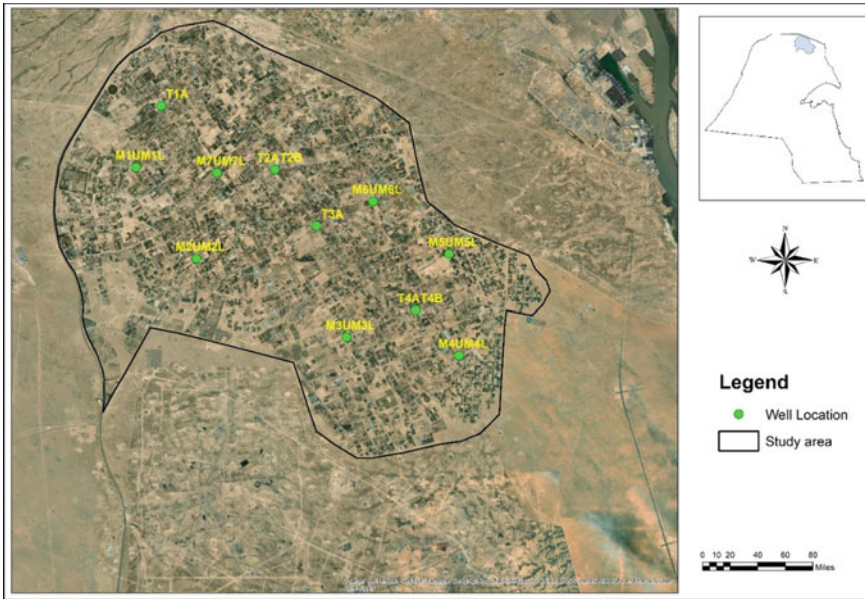 T1A
M1UM1L
M7UM7L
T2AT2B
M6UM6L
T3A
M2UM2L
M5UM5L
T4AT4B
M3UM3L
M4UM4L
N
W
E
S
Legend
Well Location
Study area
0 10 20 40 60 80
Miles